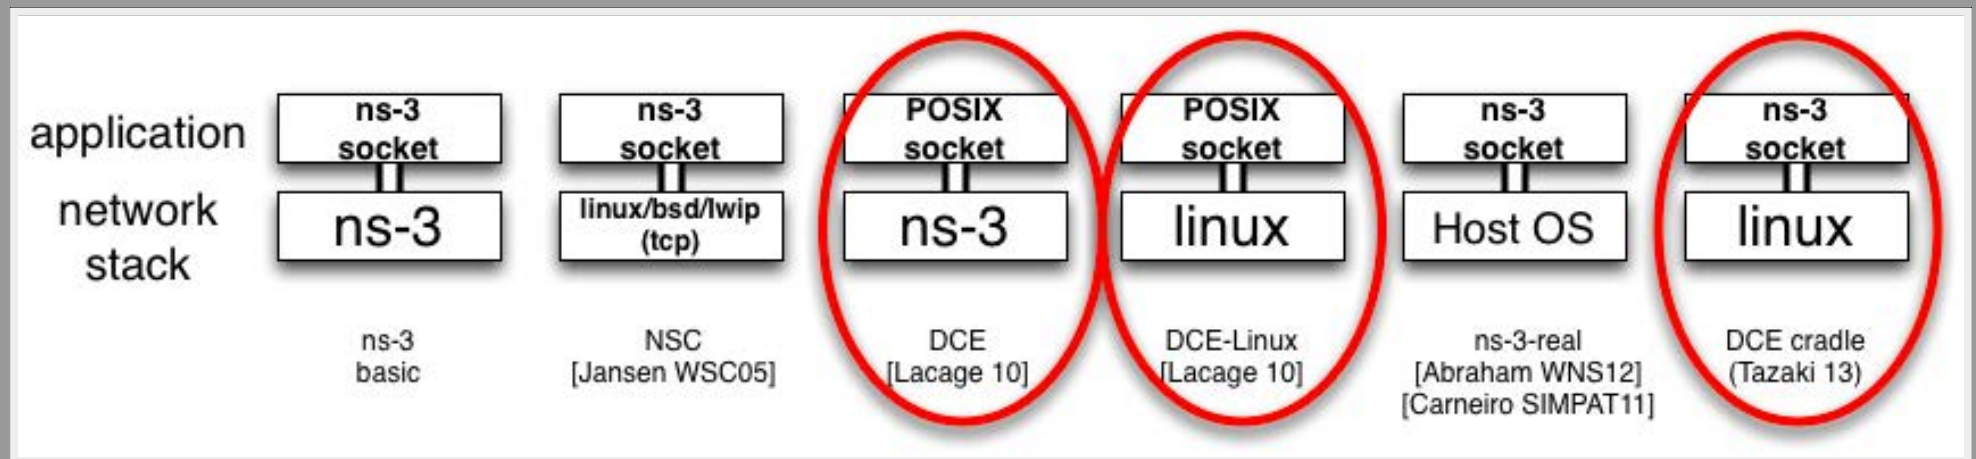 application
network
stack
ns-3
socket
ns-3
ns-3
basic
ns-3
socket
linux/bsd/lwip
(tcp)
NSC
[Jansen WSC05]
POSIX
socket
ns-3
DCE
[Lacage 10]
POSIX
socket
linux
DCE-Linux
[Lacage 10]
ns-3
socket
Host OS
ns-3-real
[Abraham WNS12]
[Carneiro SIMPAT11]
ns-3
socket
linux
DCE cradle
(Tazaki 13)